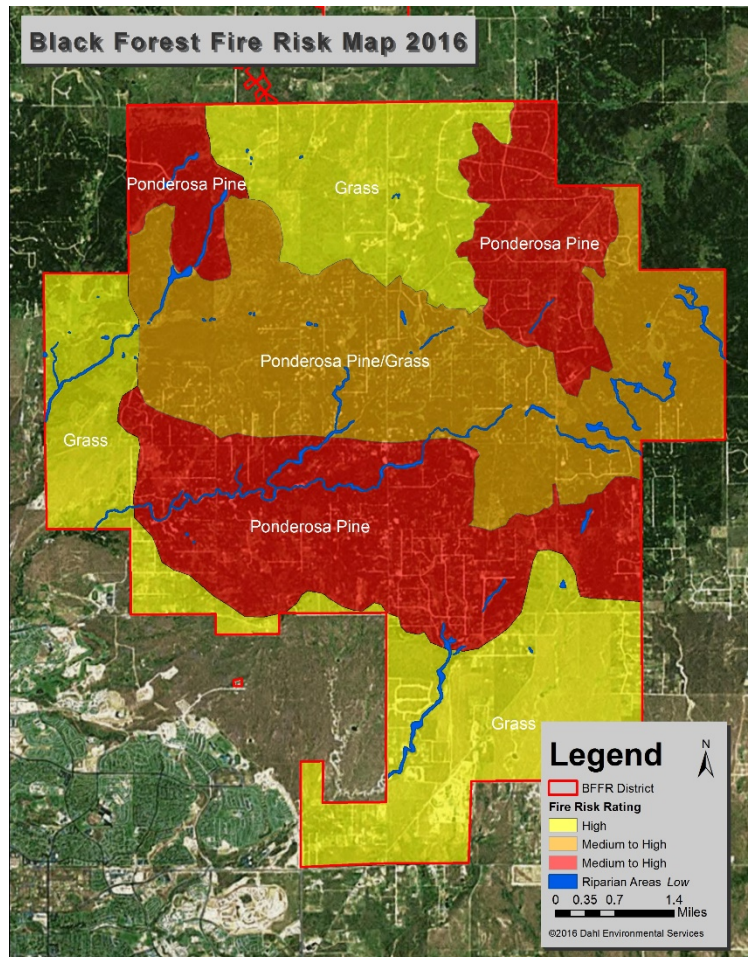 Black Forest Fire Risk Map 2016
Ponderosa Pine
Grass
Ponderosa Pine
Ponderosa Pine/Grass
Grass
Ponderosa Pine
Grass
Legend
N
BFFR District
Fire Risk Rating
High
Medium to High
Medium to High
Riparian Areas Low
0 0.35 0.7 1.4
Miles
©2016 Dahl Environmental Services